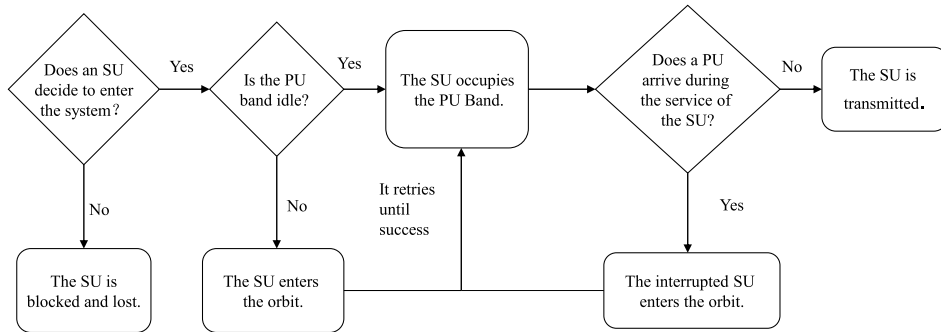 Does an SU
decide to enter
the system?
Yes
Is the PU
band idle?
Yes
The SU occupies
the PU Band.
Does a PU
arrive during
the service of
the SU?
No
The SU is
transmitted.
No
No
It retries
until
success
Yes
The SU is
blocked and lost.
The SU enters
the orbit.
The interrupted SU
enters the orbit.